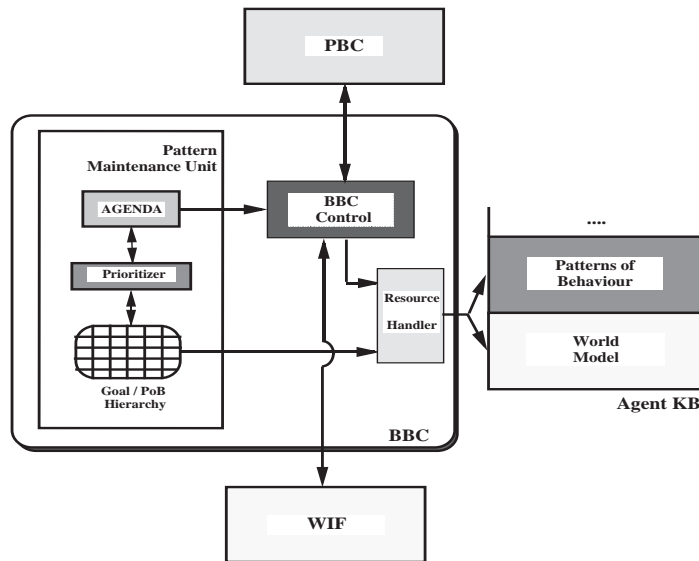 PBC
Pattern
Maintenance Unit
AGENDA
BBC
Control
....
Prioritizer
Patterns of
Behaviour
Resource
Handler
World
Model
Goal / PoB
Hierarchy
Agent KB
BBC
WIF